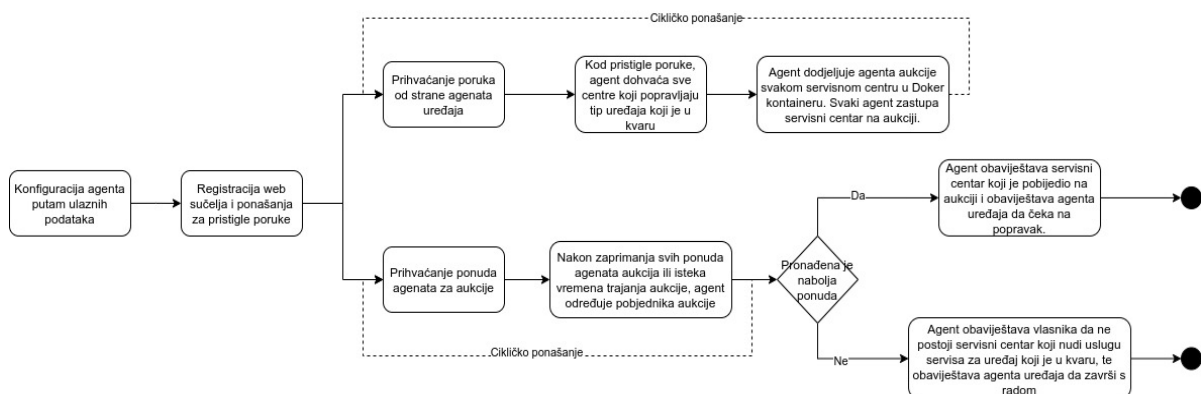 Cikličko ponašanje
Prihvaćanje poruka
od strane agenata
uređaja
Kod pristigle poruke,
agent dohvaća sve
centre koji popravljaju
tip uređaja koji je u
kvaru
Agent dodjeljuje agenta aukcije
svakom servisnom centru u Doker
kontaineru. Svaki agent zastupa
servisni centar na aukciji.
Konfiguracija agenta
putam ulaznih
podataka
Registracija web
sučelja i ponašanja
za pristigle poruke
Prihvaćanje ponuda
agenata za aukcije
Nakon zaprimanja svih ponuda
agenata aukcija ili isteka
vremena trajanja aukcije, agent
određuje pobjednika aukcije
Cikličko ponašanje
Pronađena je
nabolja
ponuda
Da
Agent obaviještava servisni
centar koji je pobijedio na
aukciji i obaviještava agenta
uređaja da čeka na
popravak.
Ne
Agent obaviještava vlasnika da ne
postoji servisni centar koji nudi uslugu
servisa za uređaj koji je u kvaru, te
obaviještava agenta uređaja da završi s
radom